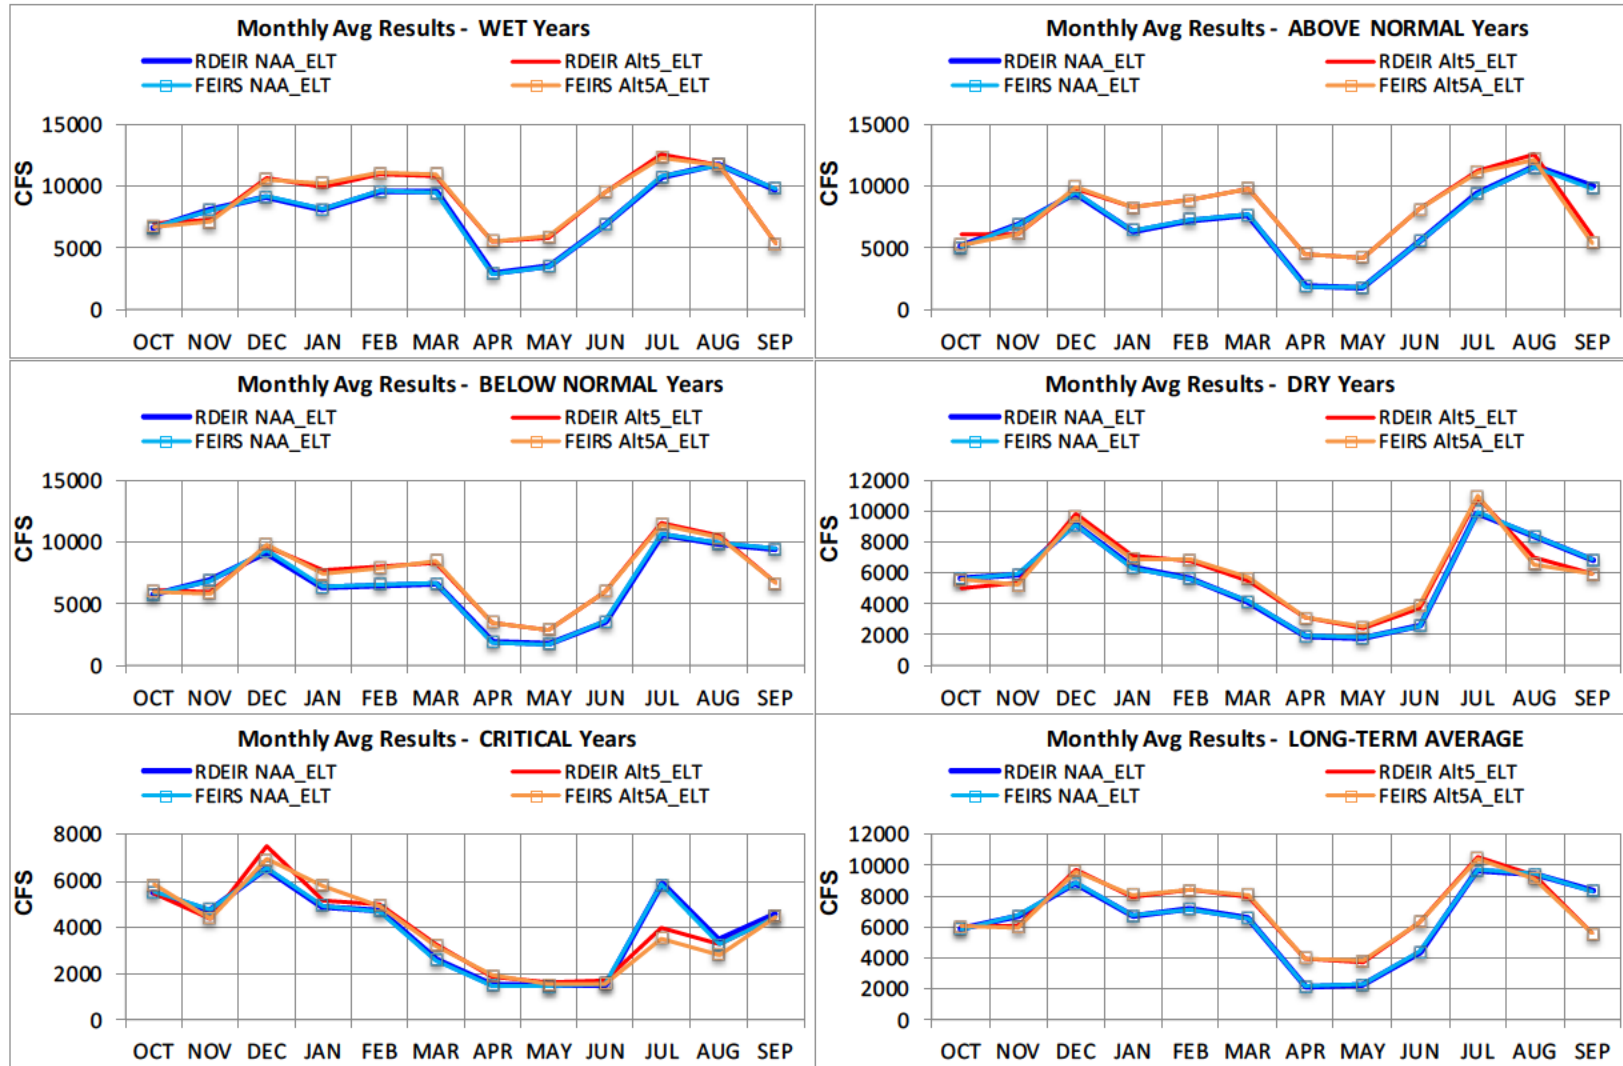 Monthly Avg Results - WET Years
RDEIR NAA_ELT RDEIR Alt5_ELT
FEIRS NAA_ELT FEIRS Alt5A_ELT
15000
10000
5000
0
CFS
OCT NOV DEC JAN FEB MAR APR MAY JUN JUL AUG SEP
Monthly Avg Results - ABOVE NORMAL Years
RDEIR NAA_ELT RDEIR Alt5_ELT
FEIRS NAA_ELT FEIRS Alt5A_ELT
15000
10000
5000
0
CFS
OCT NOV DEC JAN FEB MAR APR MAY JUN JUL AUG SEP
Monthly Avg Results - BELOW NORMAL Years
RDEIR NAA_ELT RDEIR Alt5_ELT
FEIRS NAA_ELT FEIRS Alt5A_ELT
15000
10000
5000
0
CFS
OCT NOV DEC JAN FEB MAR APR MAY JUN JUL AUG SEP
Monthly Avg Results - DRY Years
RDEIR NAA_ELT RDEIR Alt5_ELT
FEIRS NAA_ELT FEIRS Alt5A_ELT
12000
10000
8000
6000
4000
2000
0
CFS
OCT NOV DEC JAN FEB MAR APR MAY JUN JUL AUG SEP
Monthly Avg Results - CRITICAL Years
RDEIR NAA_ELT RDEIR Alt5_ELT
FEIRS NAA_ELT FEIRS Alt5A_ELT
8000
6000
4000
2000
0
CFS
OCT NOV DEC JAN FEB MAR APR MAY JUN JUL AUG SEP
Monthly Avg Results - LONG-TERM AVERAGE
RDEIR NAA_ELT RDEIR Alt5_ELT
FEIRS NAA_ELT FEIRS Alt5A_ELT
12000
10000
8000
6000
4000
2000
0
CFS
OCT NOV DEC JAN FEB MAR APR MAY JUN JUL AUG SEP